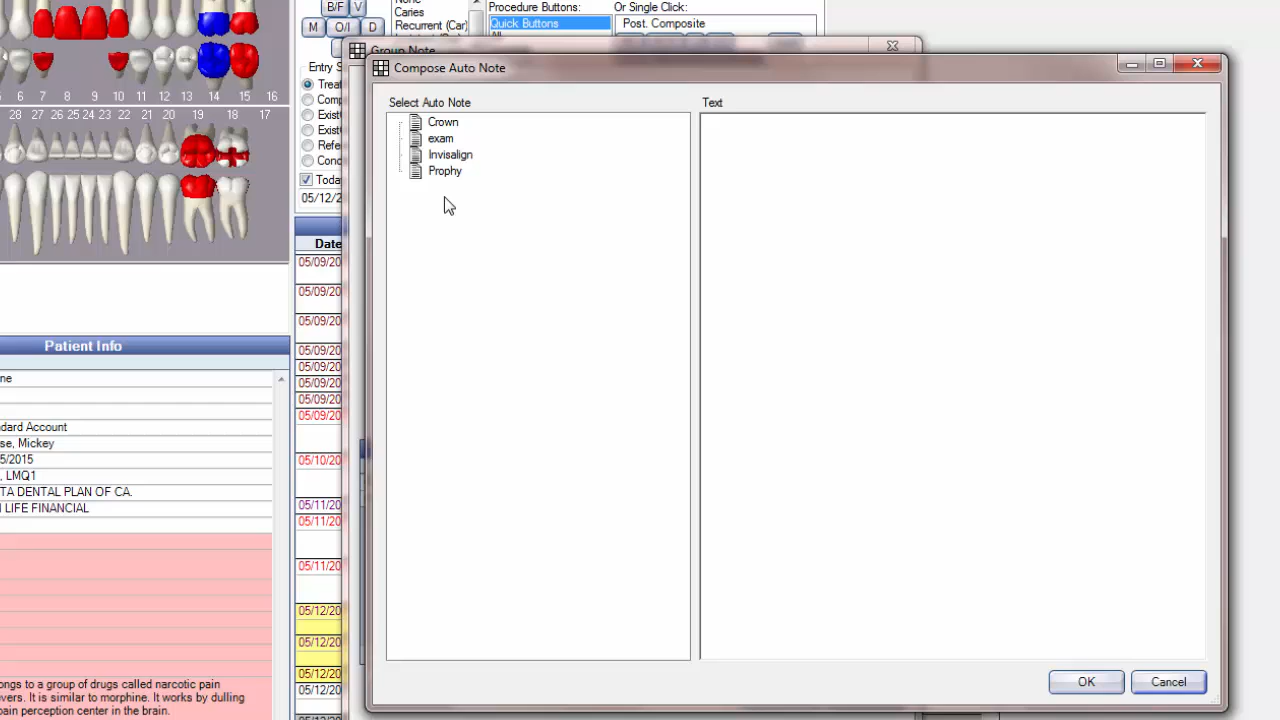 B/F V
None
Caries
Recurrent (Car)
M O/I D
Procedure Buttons:
Quick Buttons
Or Single Click:
Post. Composite
Group Note
Compose Auto Note
Select Auto Note
Crown
exam
Invisalign
Prophy
Text
OK
Cancel
5 6 7 8 9 10 11 12 13 14 15 16
28 27 26 25 24 23 22 21 20 19 18 17
Entry S
Treat
Comp
Exist
Exist
Refe
Conc
Today
05/12/2
Date
05/09/20
05/09/20
05/09/20
05/09/20
05/09/20
05/09/20
05/09/20
05/09/20
05/10/20
05/11/20
05/11/20
05/11/20
05/12/20
05/12/20
05/12/20
05/12/20
Patient Info
ne
ndard Account
se, Mickey
5/2015
, LMQ1
TA DENTAL PLAN OF CA.
N LIFE FINANCIAL
ongs to a group of drugs called narcotic pain
evers. It is similar to morphine. It works by dulling
pain perception center in the brain.